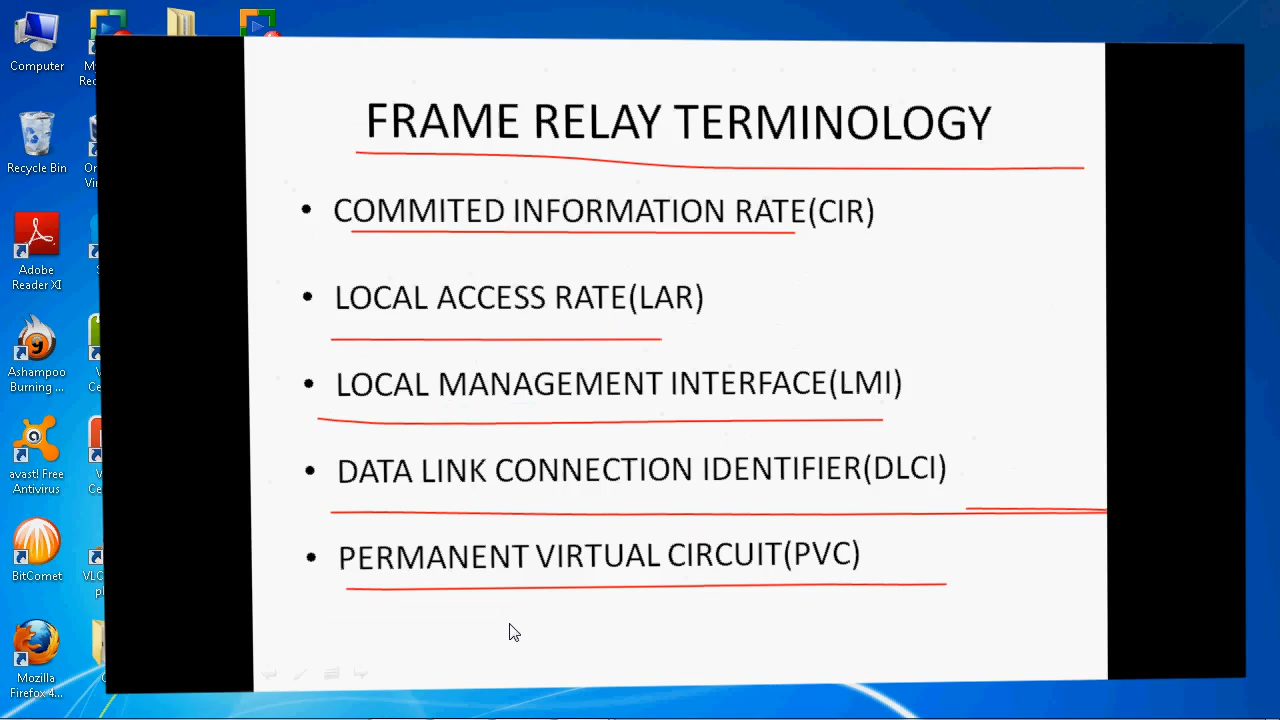 FRAME RELAY TERMINOLOGY
• COMMITED INFORMATION RATE(CIR)
• LOCAL ACCESS RATE(LAR)
• LOCAL MANAGEMENT INTERFACE(LMI)
• DATA LINK CONNECTION IDENTIFIER(DLCI)
• PERMANENT VIRTUAL CIRCUIT(PVC)
Computer
Recycle Bin
Adobe
Reader XI
Ashampoo
Burning ...
avast! Free
Antivirus
BitComet
Mozilla
Firefox 4...